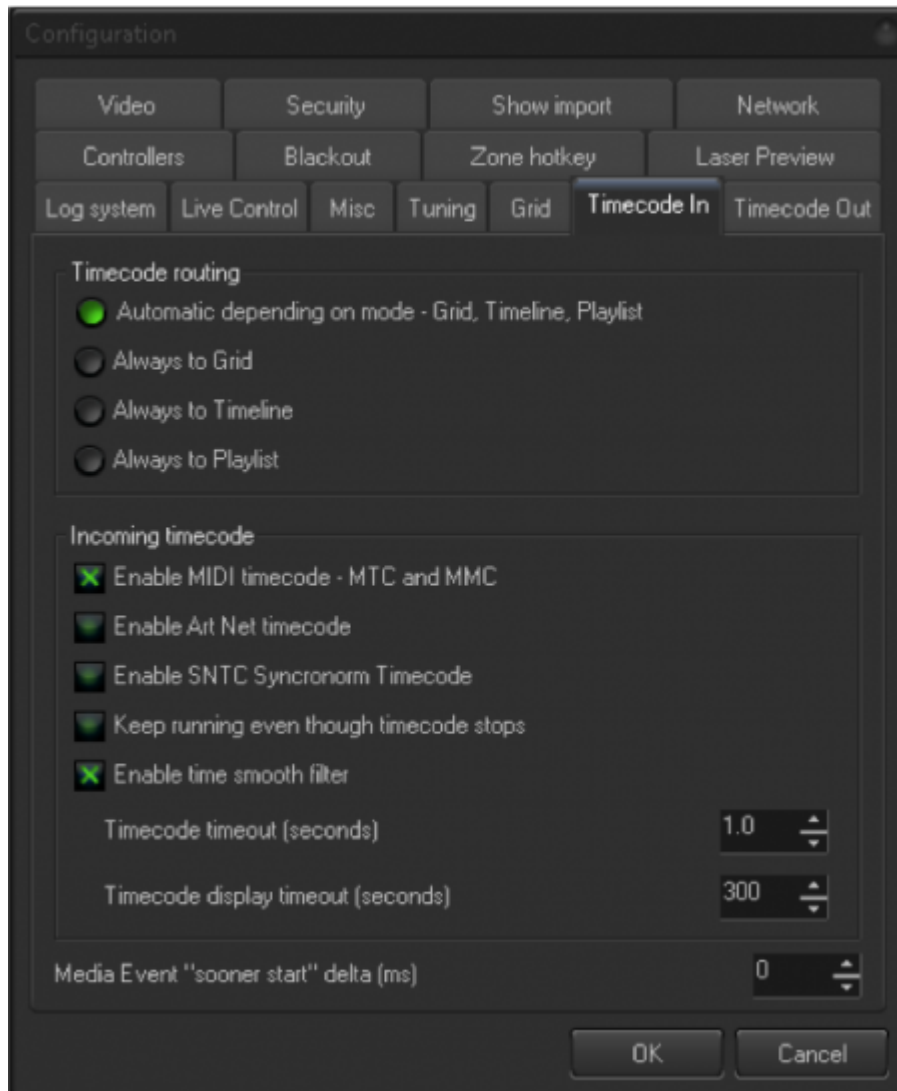 Configuration
Video Security Show import Network
Controllers Blackout Zone hotkey Laser Preview
Log system Live Control Misc Tuning Grid Timecode In Timecode Out
Timecode routing
Automatic depending on mode - Grid, Timeline, Playlist
Always to Grid
Always to Timeline
Always to Playlist
Incoming timecode
Enable MIDI timecode - MTC and MMC
Enable Art Net timecode
Enable SNTC Syncronorm Timecode
Keep running even though timecode stops
Enable time smooth filter
Timecode timeout (seconds) 1.0
Timecode display timeout (seconds) 300
Media Event "sooner start" delta (ms) 0
OK Cancel